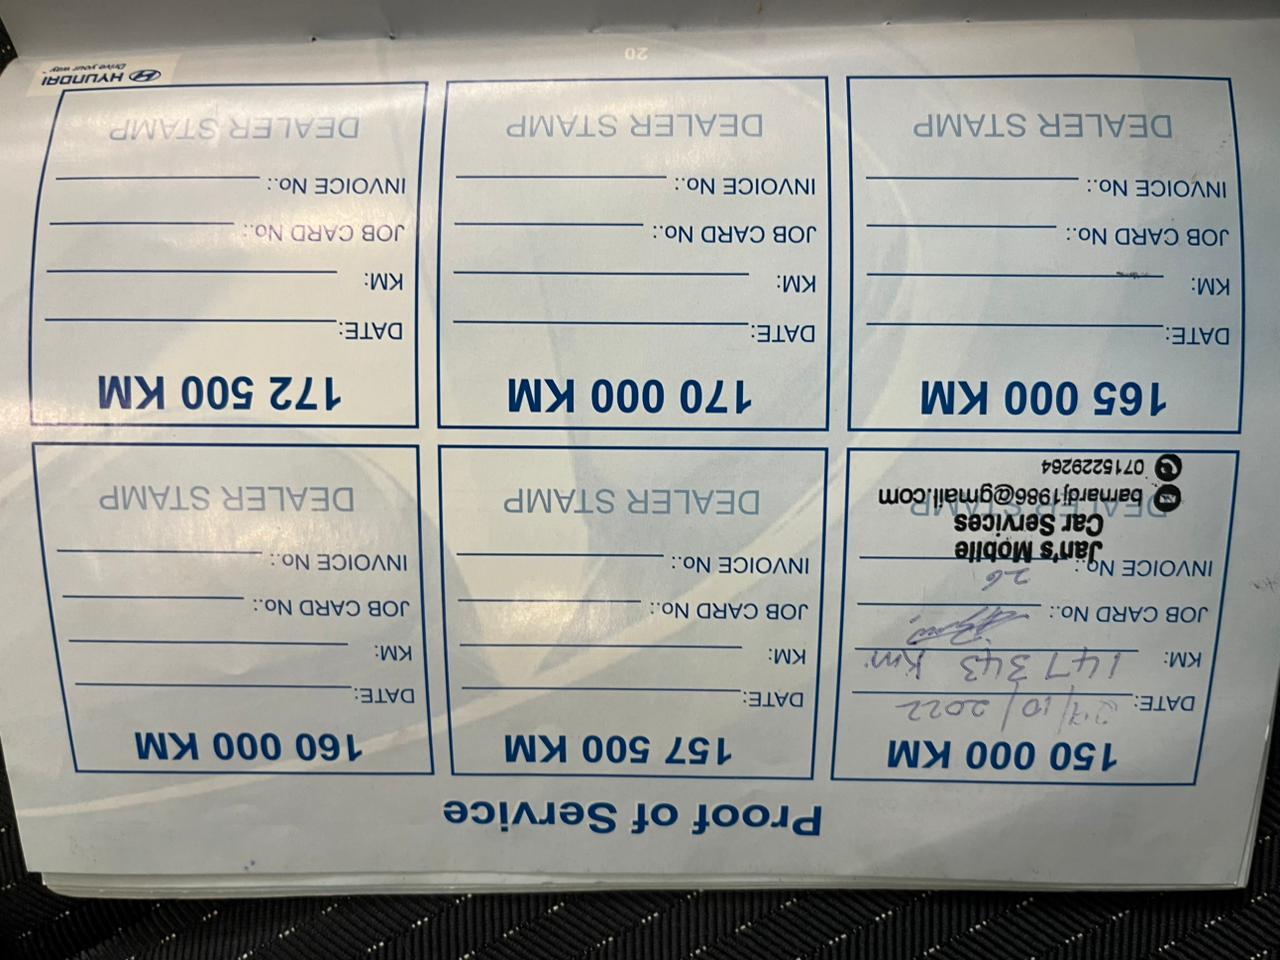 Proof of Service
150 000 KM
DATE: 27/10/2022
KM: 147 343 km
JOB CARD No.:
INVOICE No.: 26
DEALER STAMP
Jan's Mobile
Car Services
barnardj1986@gmail.com
0715229264
157 500 KM
DATE:
KM:
JOB CARD No.:
INVOICE No.:
DEALER STAMP
160 000 KM
DATE:
KM:
JOB CARD No.:
INVOICE No.:
DEALER STAMP
165 000 KM
DATE:
KM:
JOB CARD No.:
INVOICE No.:
DEALER STAMP
170 000 KM
DATE:
KM:
JOB CARD No.:
INVOICE No.:
DEALER STAMP
172 500 KM
DATE:
KM:
JOB CARD No.:
INVOICE No.:
DEALER STAMP
20
HYUNDAI
Drive your way